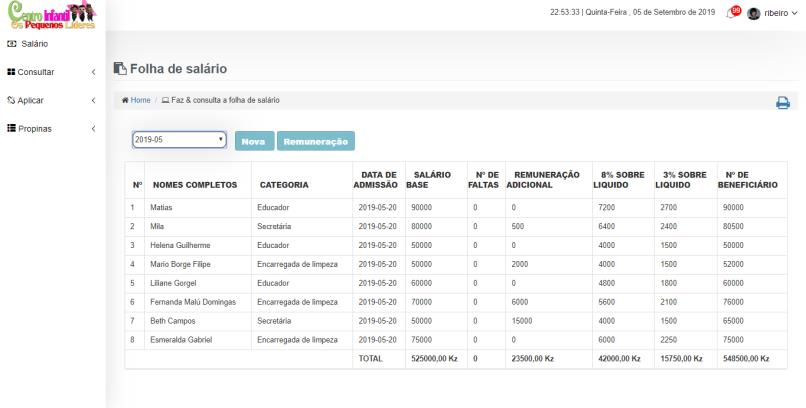 Centro Infantil
Os Pequenos Lideres
22:53:33 | Quinta-Feira , 05 de Setembro de 2019
99
ribeiro
Salário
Consultar
Aplicar
Propinas
Folha de salário
Home / Faz & consulta a folha de salário
2019-05 Nova Remuneração
Nº NOMES COMPLETOS CATEGORIA DATA DE ADMISSÃO SALÁRIO BASE Nº DE FALTAS REMUNERAÇÃO ADICIONAL 8% SOBRE LIQUIDO 3% SOBRE LIQUIDO Nº DE BENEFICIÁRIO
1 Matias Educador 2019-05-20 90000 0 0 7200 2700 90000
2 Mila Secretária 2019-05-20 80000 0 500 6400 2400 80500
3 Helena Guilherme Educador 2019-05-20 50000 0 0 4000 1500 50000
4 Mario Borge Filipe Encarregada de limpeza 2019-05-20 50000 0 2000 4000 1500 52000
5 Liliane Gorgel Educador 2019-05-20 60000 0 0 4800 1800 60000
6 Fernanda Malú Domingas Encarregada de limpeza 2019-05-20 70000 0 6000 5600 2100 76000
7 Beth Campos Secretária 2019-05-20 50000 0 15000 4000 1500 65000
8 Esmeralda Gabriel Encarregada de limpeza 2019-05-20 75000 0 0 6000 2250 75000
TOTAL 525000,00 Kz 0 23500,00 Kz 42000,00 Kz 15750,00 Kz 548500,00 Kz